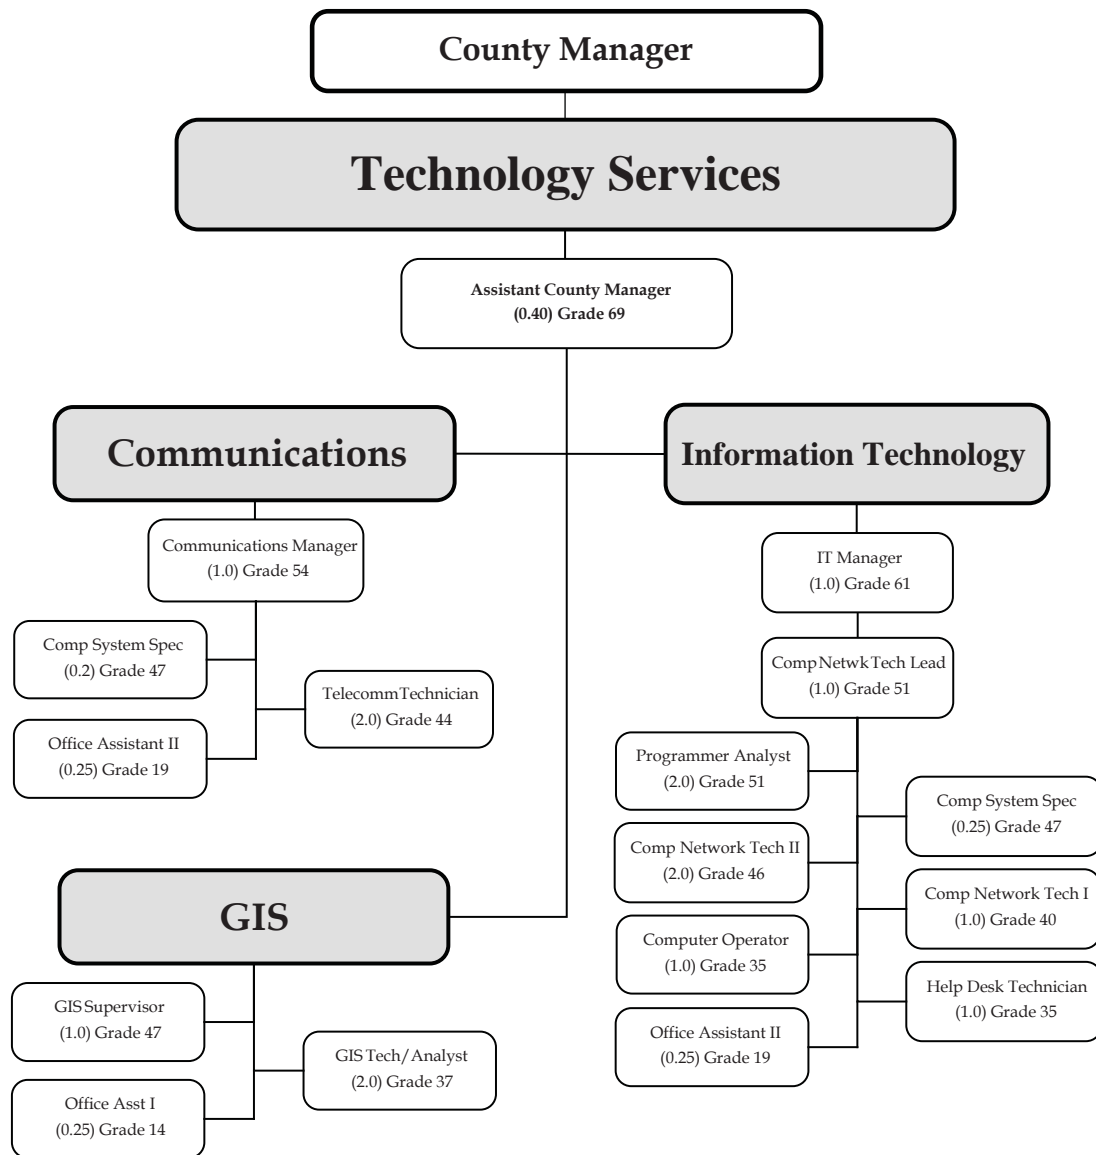 County Manager
Technology Services
Assistant County Manager
(0.40) Grade 69
Communications
Information Technology
Communications Manager
(1.0) Grade 54
IT Manager
(1.0) Grade 61
Comp System Spec
(0.2) Grade 47
Comp Netwk Tech Lead
(1.0) Grade 51
Telecomm Technician
(2.0) Grade 44
Office Assistant II
(0.25) Grade 19
Programmer Analyst
(2.0) Grade 51
Comp System Spec
(0.25) Grade 47
Comp Network Tech II
(2.0) Grade 46
Comp Network Tech I
(1.0) Grade 40
GIS
Computer Operator
(1.0) Grade 35
Help Desk Technician
(1.0) Grade 35
GIS Supervisor
(1.0) Grade 47
Office Assistant II
(0.25) Grade 19
GIS Tech/Analyst
(2.0) Grade 37
Office Asst I
(0.25) Grade 14